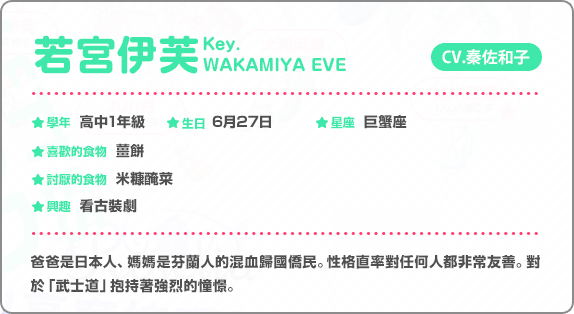 若宮伊芙 Key. WAKAMIYA EVE
CV.秦佐和子
學年 高中1年級 生日 6月27日 星座 巨蟹座
喜歡的食物 薑餅
討厭的食物 米糠醃菜
興趣 看古裝劇
爸爸是日本人、媽媽是芬蘭人的混血歸國僑民。性格直率對任何人都非常友善。對
於「武士道」抱持著強烈的憧憬。